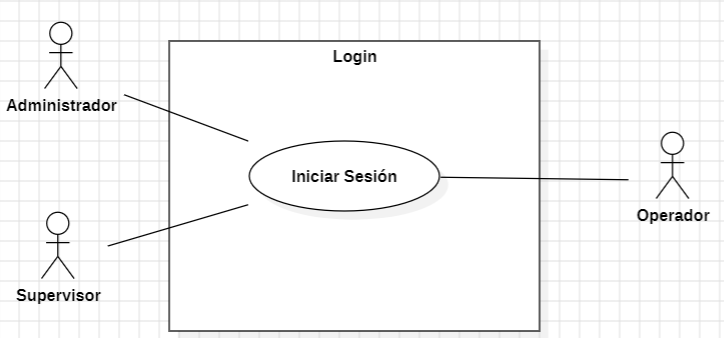 Login
Administrador
Iniciar Sesión
Operador
Supervisor